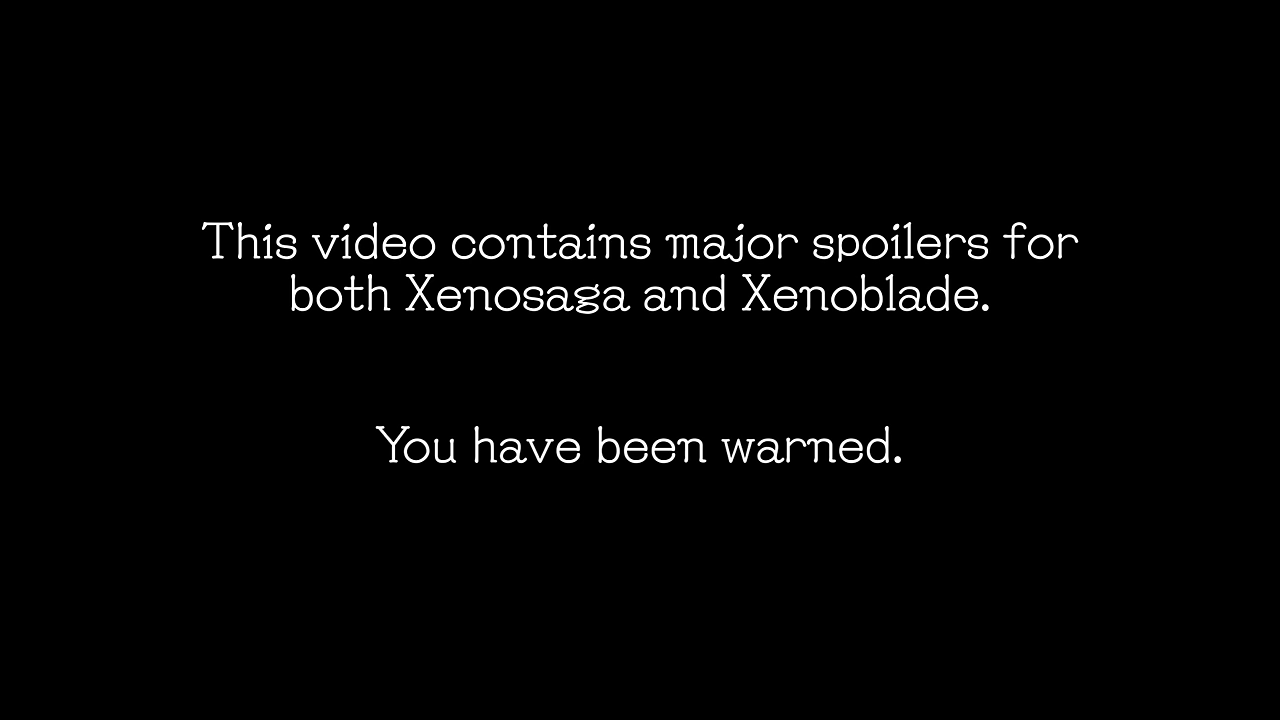 This video contains major spoilers for
both Xenosaga and Xenoblade.
You have been warned.